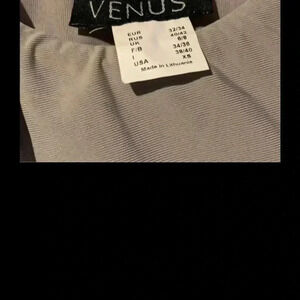 VENUS
EUR 32/34
RUS 40/42
UK 6/8
F/B 34/36
I 38/40
USA XS
Made in Lithuania